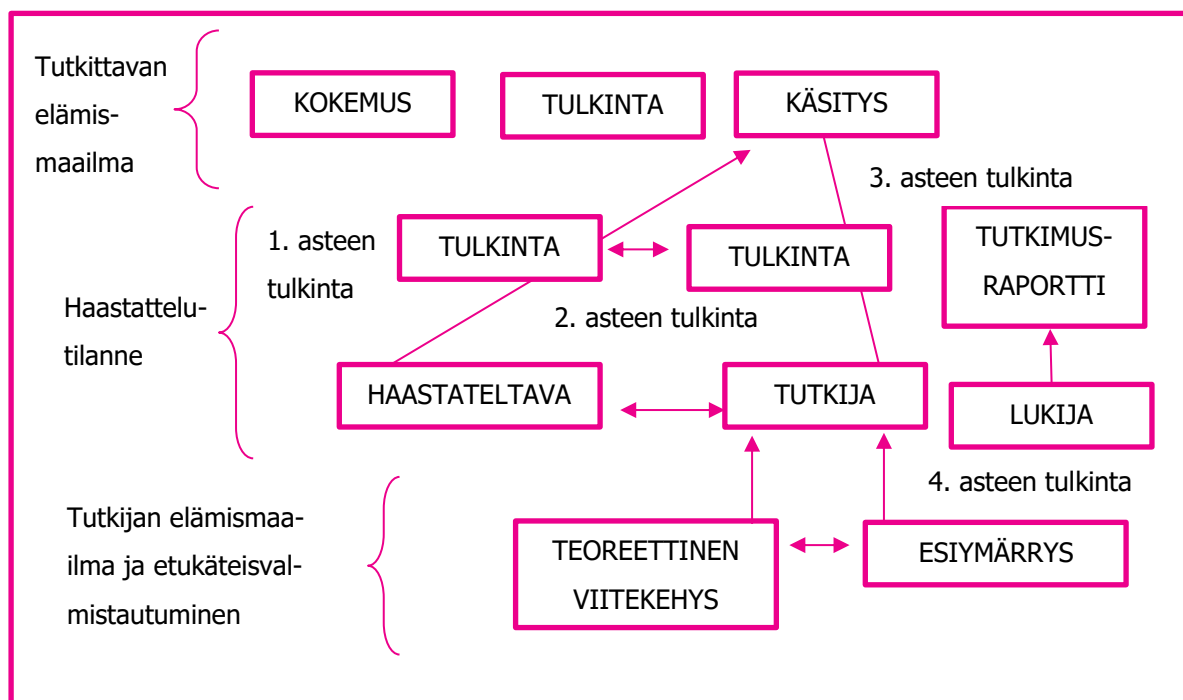 Tutkittavan
elämis-
maailma
KOKEMUS
TULKINTA
KÄSITYS
3. asteen tulkinta
1. asteen
tulkinta
TULKINTA
TULKINTA
TUTKIMUS-
RAPORTTI
Haastattelu-
tilanne
2. asteen tulkinta
HAASTATELTAVA
TUTKIJA
LUKIJA
4. asteen tulkinta
Tutkijan elämismaa-
ilma ja etukäteisval-
mistautuminen
TEOREETTINEN
VIITEKEHYS
ESIYMÄRRYS